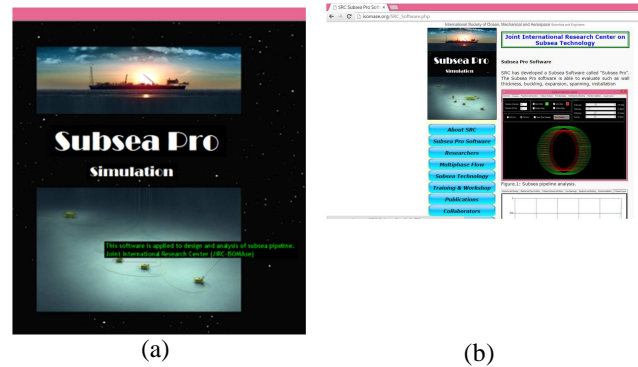 Subsea Pro
Simulation
This software is applied to design and analysis of subsea pipeline.
Joint International Research Center (JIRC-ISOMAse)
(a)
SRC Subsea Pro Sof
isomase.org/SRC_Software.php
International Society of Ocean, Mechanical and Aerospace Scientists and Engineers
Subsea Pro
Simulation
About SRC
Subsea Pro Software
Researchers
Multiphase Flow
Subsea Technology
Training & Workshop
Publications
Collaborators
Joint International Research Center on
Subsea Technology
Subsea Pro Software
SRC has developed a Subsea Software called "Subsea Pro".
The Subsea Pro software is able to evaluate such as wall
thickness, buckling, expansion, spanning, installation
Figure.1: Subsea pipeline analysis.
(b)